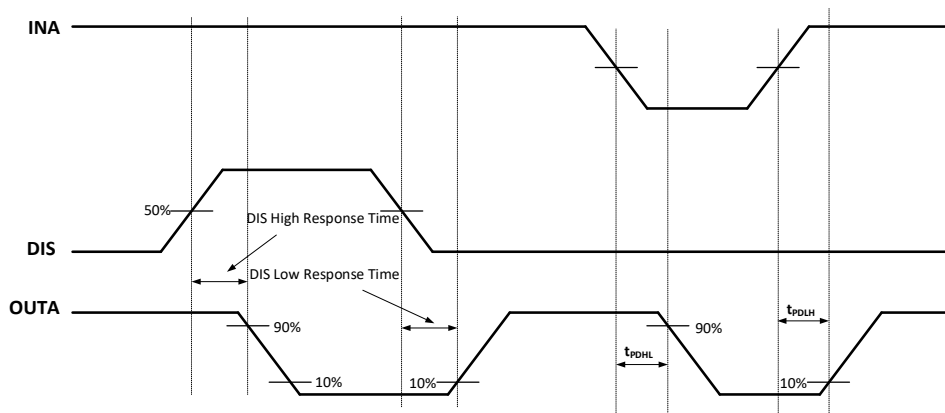 INA
50%
DIS High Response Time
DIS
DIS Low Response Time
OUTA
90%
10%
10%
tPDHL
90%
tPDLH
10%